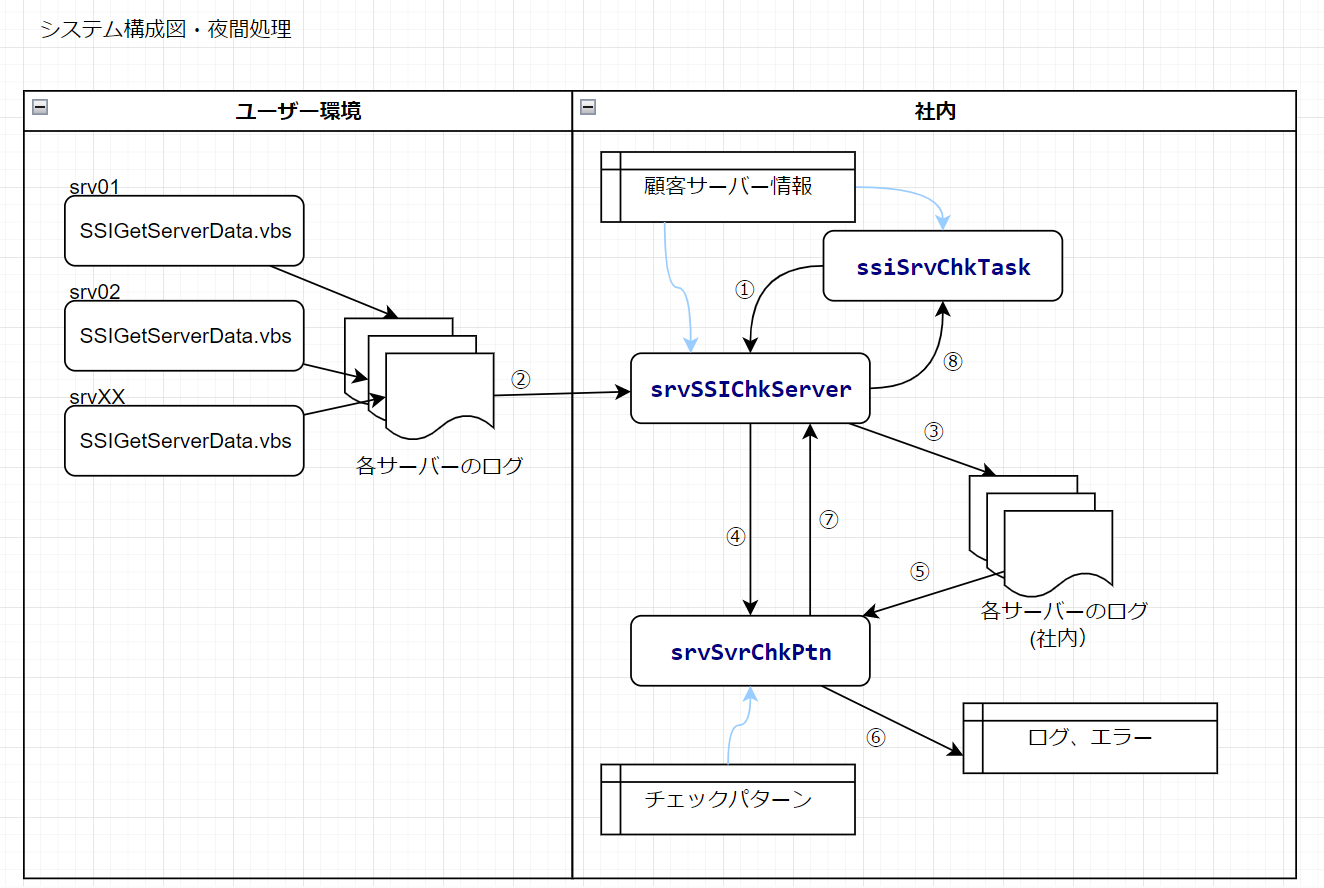 システム構成図・夜間処理
ユーザー環境
社内
srv01
SSIGetServerData.vbs
srv02
SSIGetServerData.vbs
srvXX
SSIGetServerData.vbs
各サーバーのログ
②
顧客サーバー情報
ssiSrvChkTask
①
⑧
srvSSIChkServer
③
④
⑦
⑤
各サーバーのログ
(社内)
srvSvrChkPtn
⑥
ログ、エラー
チェックパターン